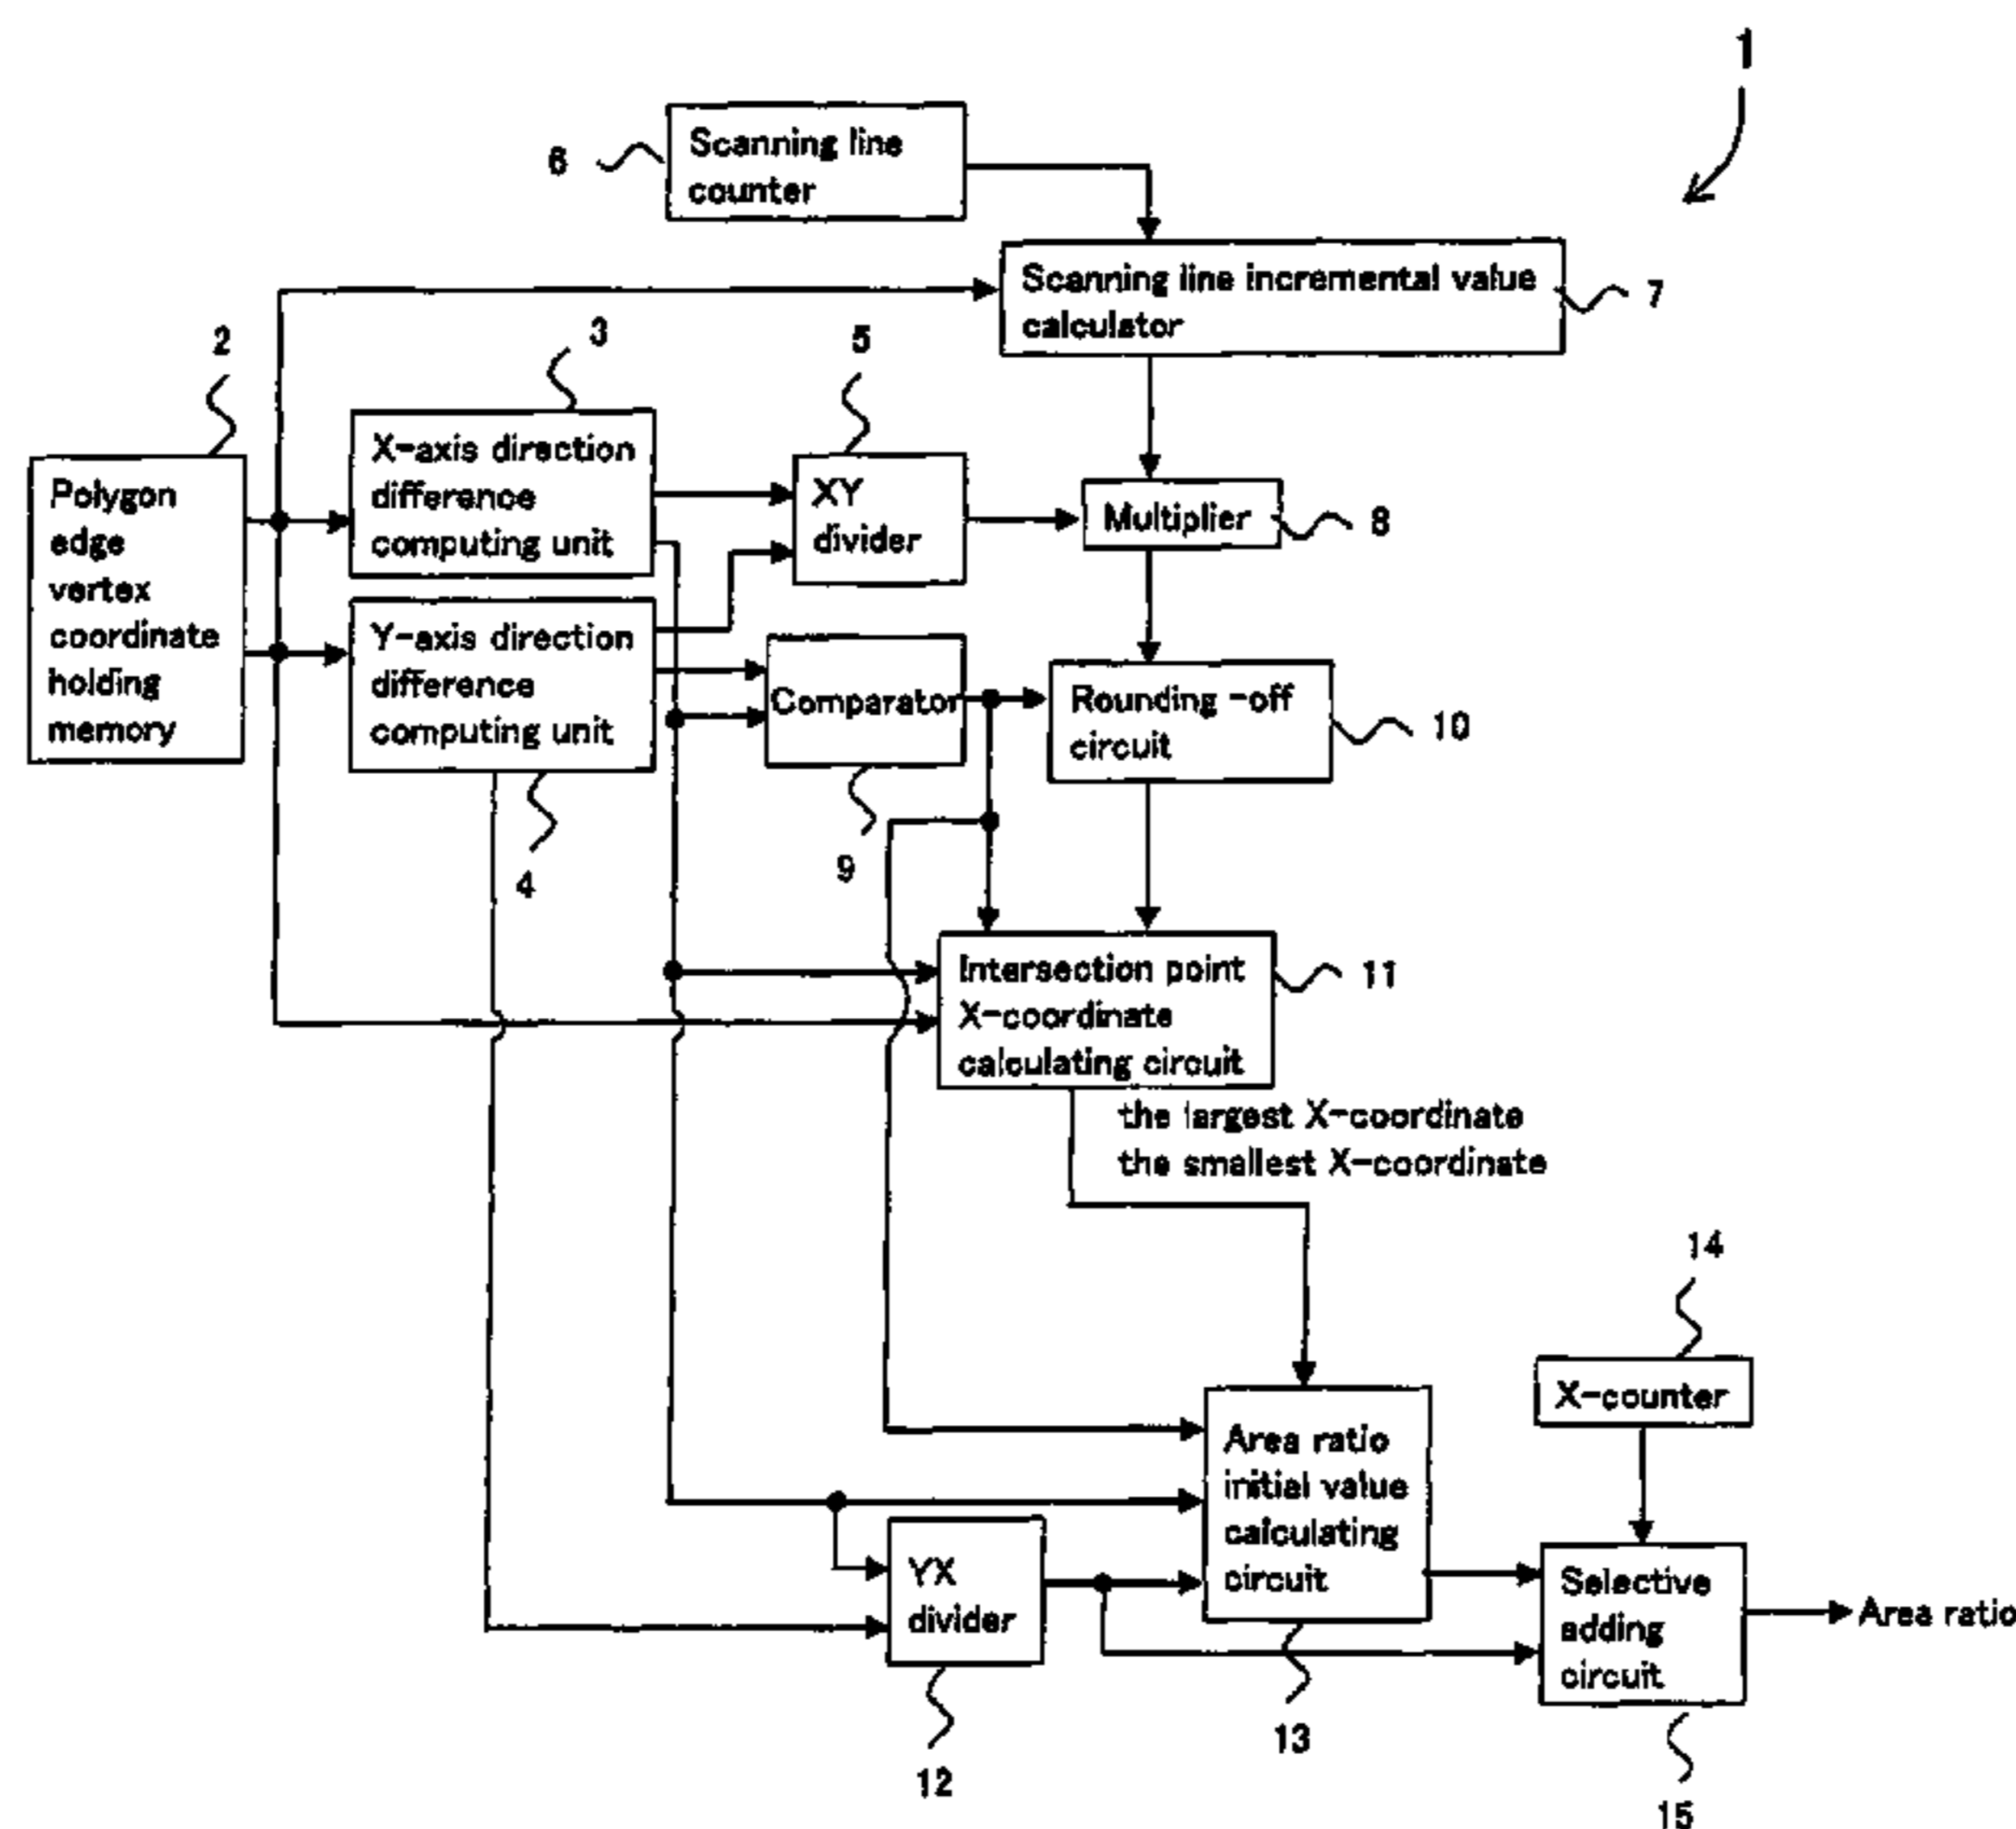 1
Scanning line
counter
6
Scanning line incremental value
calculator
7
2
3
5
Polygon
edge
vertex
coordinate
holding
memory
X-axis direction
difference
computing unit
XY
divider
Multiplier
8
Y-axis direction
difference
computing unit
4
Comparator
9
Rounding -off
circuit
10
Intersection point
X-coordinate
calculating circuit
11
the largest X-coordinate
the smallest X-coordinate
14
X-counter
Area ratio
initial value
calculating
circuit
13
YX
divider
12
Selective
adding
circuit
15
Area ratio